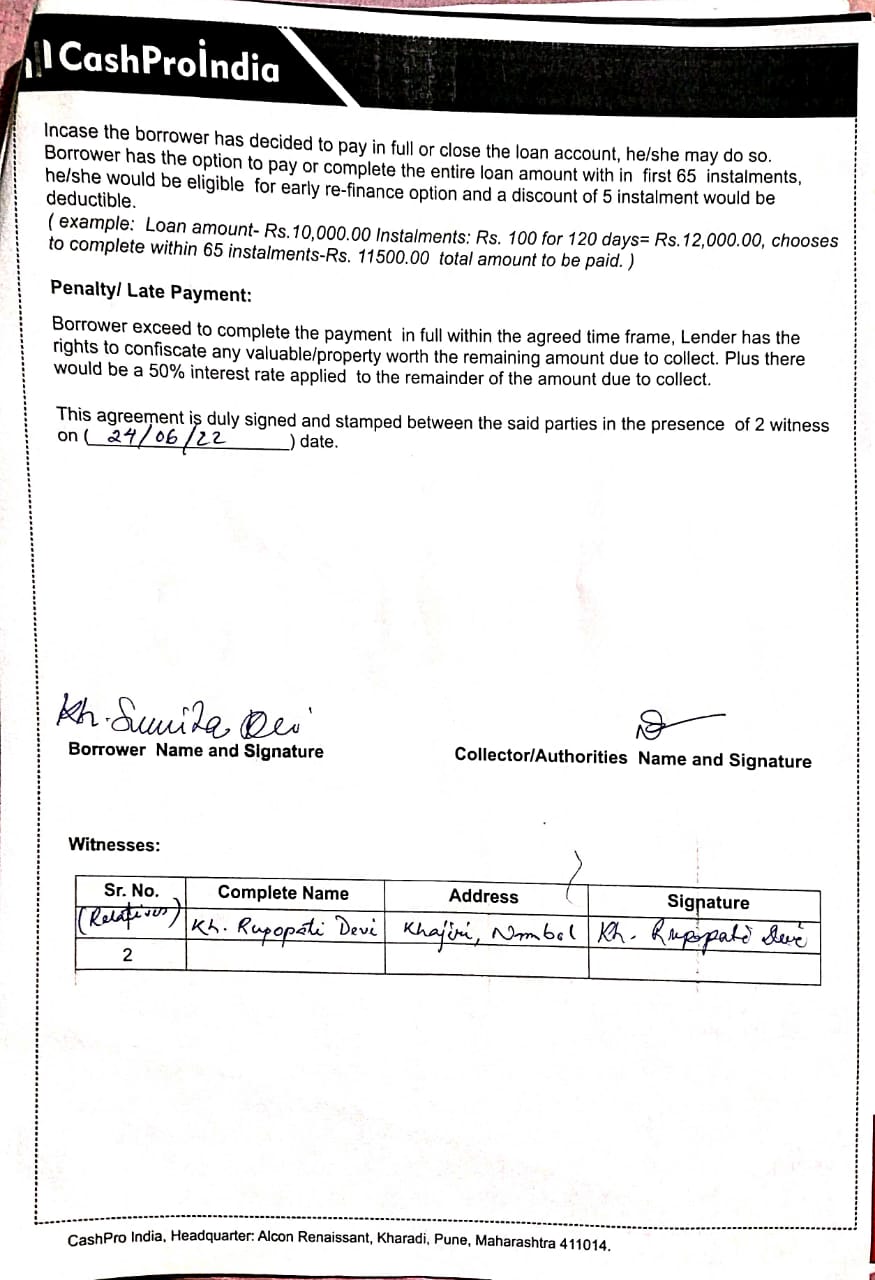 CashProIndia
Incase the borrower has decided to pay in full or close the loan account, he/she may do so.
Borrower has the option to pay or complete the entire loan amount with in first 65 instalments,
he/she would be eligible for early re-finance option and a discount of 5 instalment would be
deductible.
( example: Loan amount- Rs.10,000.00 Instalments: Rs. 100 for 120 days= Rs.12,000.00, chooses
to complete within 65 instalments-Rs. 11500.00 total amount to be paid. )
Penalty/ Late Payment:
Borrower exceed to complete the payment in full within the agreed time frame, Lender has the
rights to confiscate any valuable/property worth the remaining amount due to collect. Plus there
would be a 50% interest rate applied to the remainder of the amount due to collect.
This agreement is duly signed and stamped between the said parties in the presence of 2 witness
on ( 24/06/22 ) date.
Kh. Sunita Devi
Borrower Name and Signature
Collector/Authorities Name and Signature
Witnesses:
Sr. No. Complete Name Address Signature
(Relatives) Kh. Rupopati Devi Khajiri, Nambol Kh. Rupopati Devi
2
CashPro India, Headquarter: Alcon Renaissant, Kharadi, Pune, Maharashtra 411014.